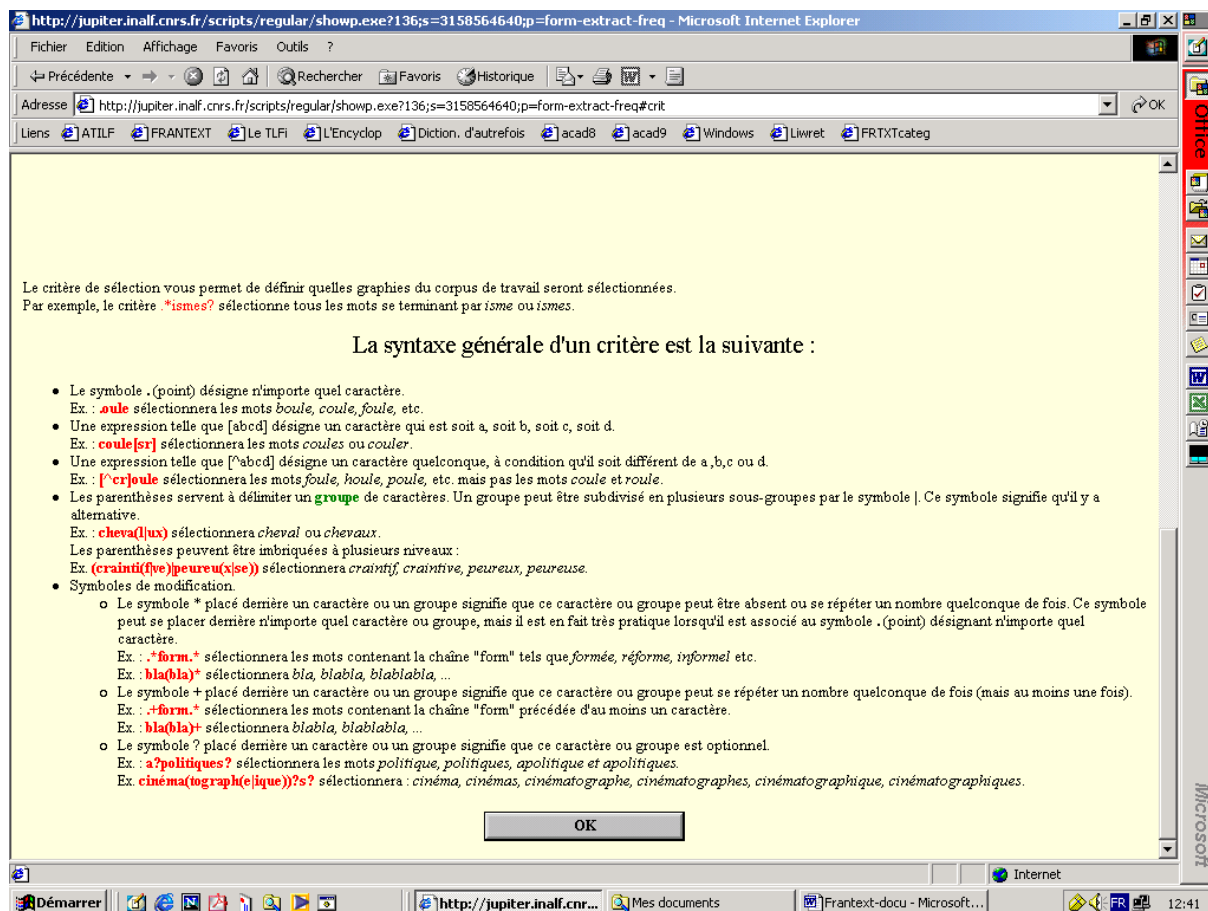 http://jupiter.inalf.cnrs.fr/scripts/regular/showp.exe?136;s=3158564640;p=form-extract-freq - Microsoft Internet Explorer
Fichier Edition Affichage Favoris Outils ?
Précédente Rechercher Favoris Historique
Adresse http://jupiter.inalf.cnrs.fr/scripts/regular/showp.exe?136;s=3158564640;p=form-extract-freq#crit OK
Liens ATILF FRANTEXT Le TLFi L'Encyclop Diction. d'autrefois acad8 acad9 Windows Liwret FRTXTcateg
Office
Le critère de sélection vous permet de définir quelles graphies du corpus de travail seront sélectionnées.
Par exemple, le critère .*ismes? sélectionne tous les mots se terminant par isme ou ismes.
La syntaxe générale d'un critère est la suivante :
• Le symbole . (point) désigne n'importe quel caractère.
Ex. : .oule sélectionnera les mots boule, coule, foule, etc.
• Une expression telle que [abcd] désigne un caractère qui est soit a, soit b, soit c, soit d.
Ex. : coule[sr] sélectionnera les mots coules ou couler.
• Une expression telle que [^abcd] désigne un caractère quelconque, à condition qu'il soit différent de a ,b,c ou d.
Ex. : [^cr]oule sélectionnera les mots foule, houle, poule, etc. mais pas les mots coule et roule.
• Les parenthèses servent à délimiter un groupe de caractères. Un groupe peut être subdivisé en plusieurs sous-groupes par le symbole |. Ce symbole signifie qu'il y a
alternative.
Ex. : cheva(l|ux) sélectionnera cheval ou chevaux.
Les parenthèses peuvent être imbriquées à plusieurs niveaux :
Ex. (crainti(f|ve)|peureu(x|se)) sélectionnera craintif, craintive, peureux, peureuse.
• Symboles de modification.
o Le symbole * placé derrière un caractère ou un groupe signifie que ce caractère ou groupe peut être absent ou se répéter un nombre quelconque de fois. Ce symbole
peut se placer derrière n'importe quel caractère ou groupe, mais il est en fait très pratique lorsqu'il est associé au symbole . (point) désignant n'importe quel
caractère.
Ex. : .*form.* sélectionnera les mots contenant la chaîne "form" tels que formée, réforme, informel etc.
Ex. : bla(bla)* sélectionnera bla, blabla, blablabla, ...
o Le symbole + placé derrière un caractère ou un groupe signifie que ce caractère ou groupe peut se répéter un nombre quelconque de fois (mais au moins une fois).
Ex. : .+form.* sélectionnera les mots contenant la chaîne "form" précédée d'au moins un caractère.
Ex. : bla(bla)+ sélectionnera blabla, blablabla, ...
o Le symbole ? placé derrière un caractère ou un groupe signifie que ce caractère ou groupe est optionnel.
Ex. : a?politiques? sélectionnera les mots politique, politiques, apolitique et apolitiques.
Ex. cinéma(tograph(e|ique))?s? sélectionnera : cinéma, cinémas, cinématographe, cinématographes, cinématographique, cinématographiques.
OK
Microsoft
Internet
Démarrer http://jupiter.inalf.cnr... Mes documents Frantext-docu - Microsoft... FR 12:41